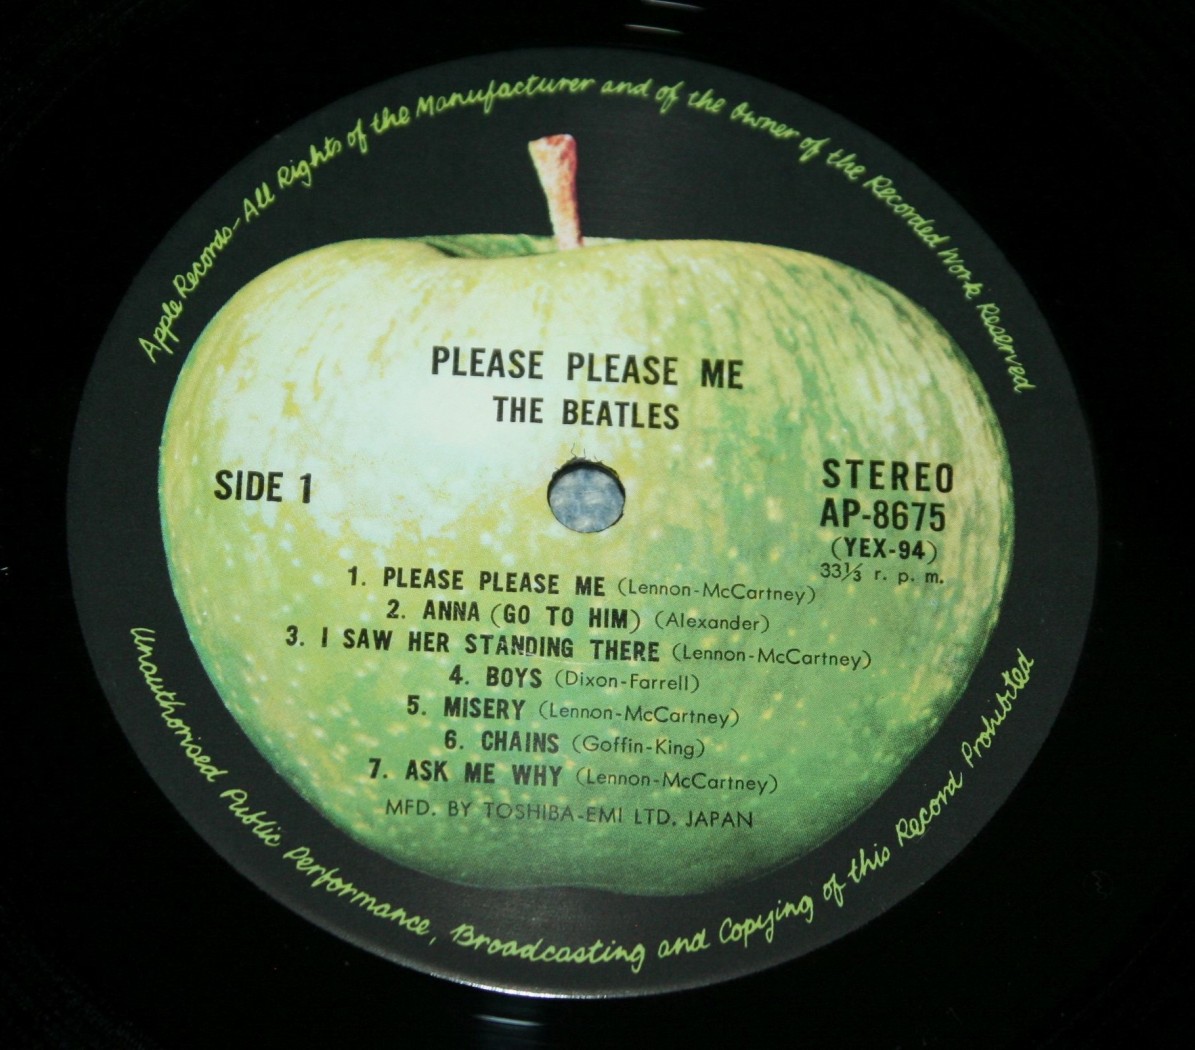 Apple Records-All Rights of the Manufacturer and of the Owner of the Recorded Work Reserved
PLEASE PLEASE ME
THE BEATLES
SIDE 1
STEREO
AP-8675
(YEX-94)
33⅓ r. p. m.
1. PLEASE PLEASE ME (Lennon-McCartney)
2. ANNA (GO TO HIM) (Alexander)
3. I SAW HER STANDING THERE (Lennon-McCartney)
4. BOYS (Dixon-Farrell)
5. MISERY (Lennon-McCartney)
6. CHAINS (Goffin-King)
7. ASK ME WHY (Lennon-McCartney)
MFD. BY TOSHIBA-EMI LTD. JAPAN
Unauthorised Public Performance, Broadcasting and Copying of this Record Prohibited